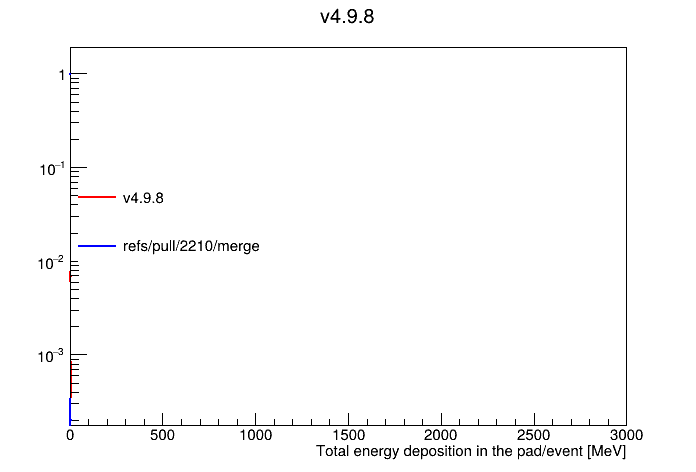 v4.9.8
1
10⁻¹
v4.9.8
refs/pull/2210/merge
10⁻²
10⁻³
0 500 1000 1500 2000 2500 3000
Total energy deposition in the pad/event [MeV]